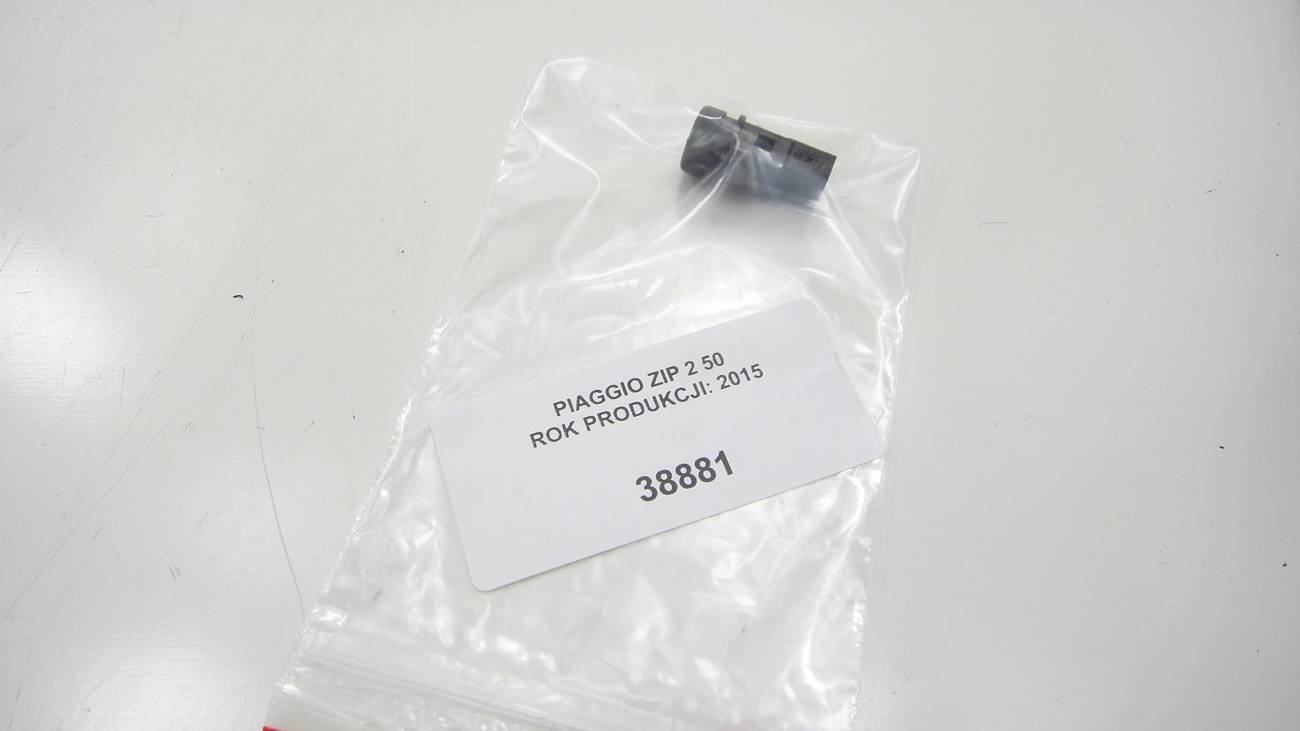 PIAGGIO ZIP 2 50
ROK PRODUKCJI: 2015
38881